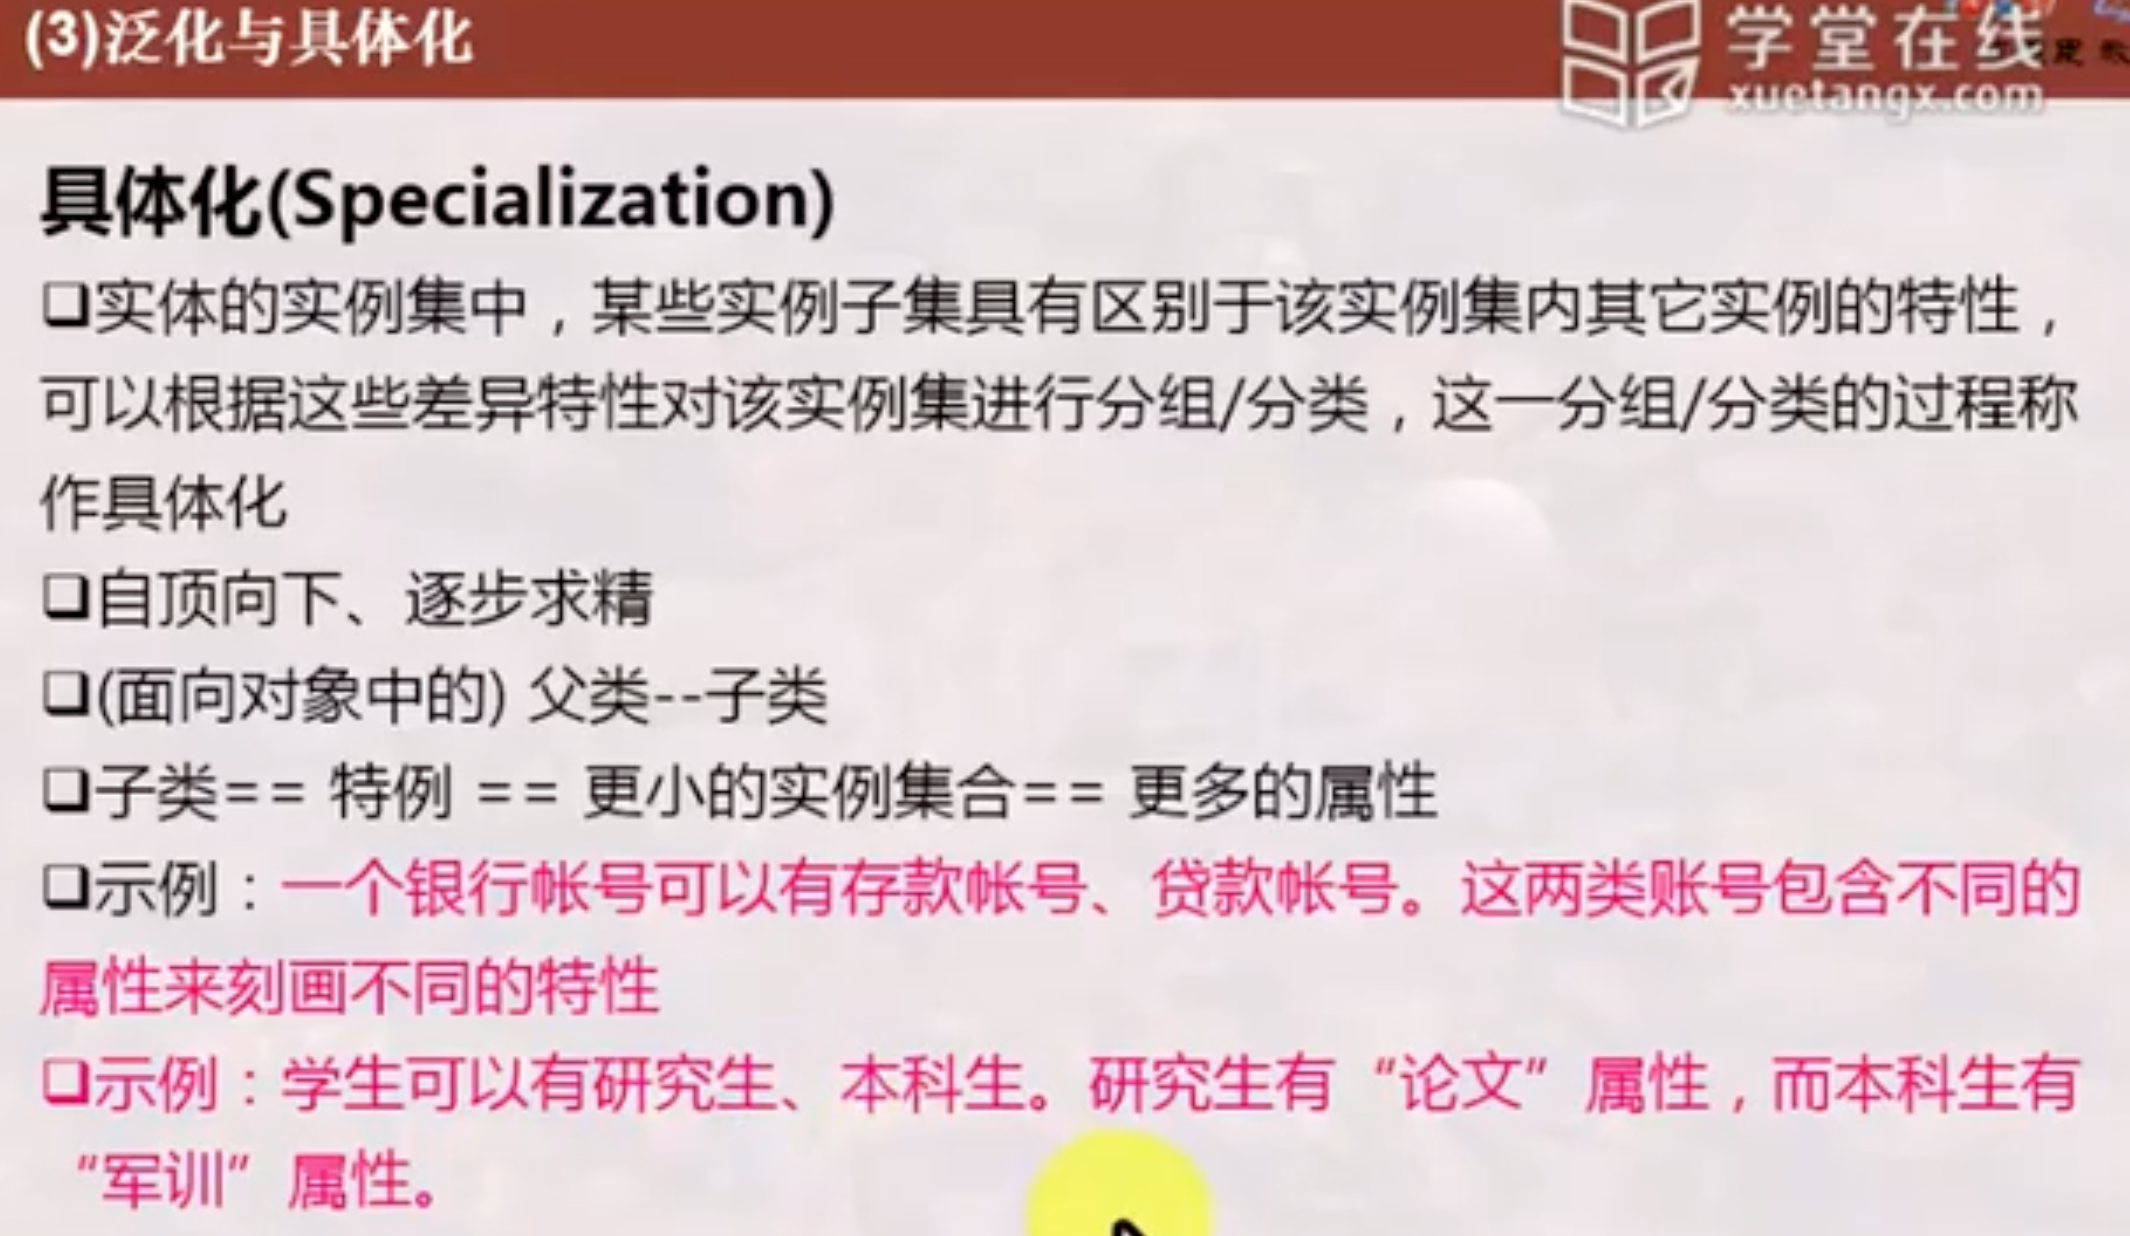 (3)泛化与具体化
学堂在线
xuetangx.com
具体化(Specialization)
❑实体的实例集中，某些实例子集具有区别于该实例集内其它实例的特性，
可以根据这些差异特性对该实例集进行分组/分类，这一分组/分类的过程称
作具体化
❑自顶向下、逐步求精
❑(面向对象中的) 父类--子类
❑子类== 特例 == 更小的实例集合== 更多的属性
❑示例：一个银行帐号可以有存款帐号、贷款帐号。这两类账号包含不同的
属性来刻画不同的特性
❑示例：学生可以有研究生、本科生。研究生有“论文”属性，而本科生有
“军训”属性。